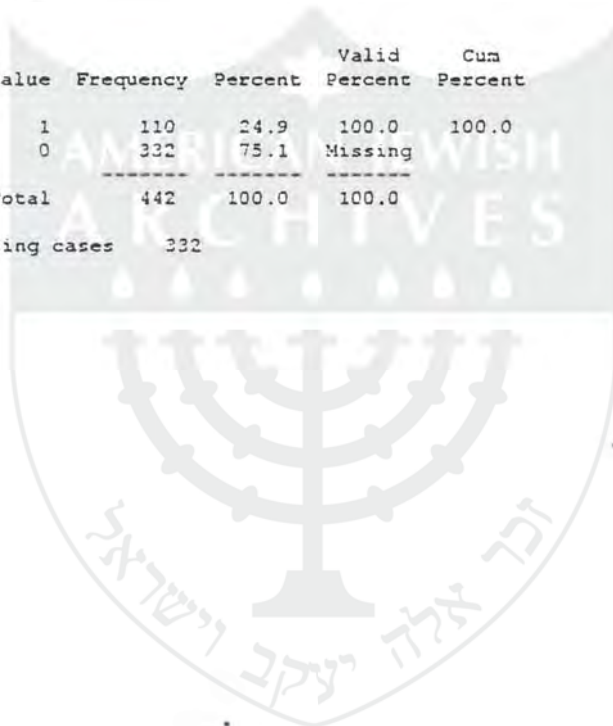 Valid Cum
alue Frequency Percent Percent Percent
1 110 24.9 100.0 100.0
0 332 75.1 Missing
------- ------- -------
otal 442 100.0 100.0
ing cases 332
AMERICAN JEWISH
ARCHIVES
זכר אלה יעקב וישראל